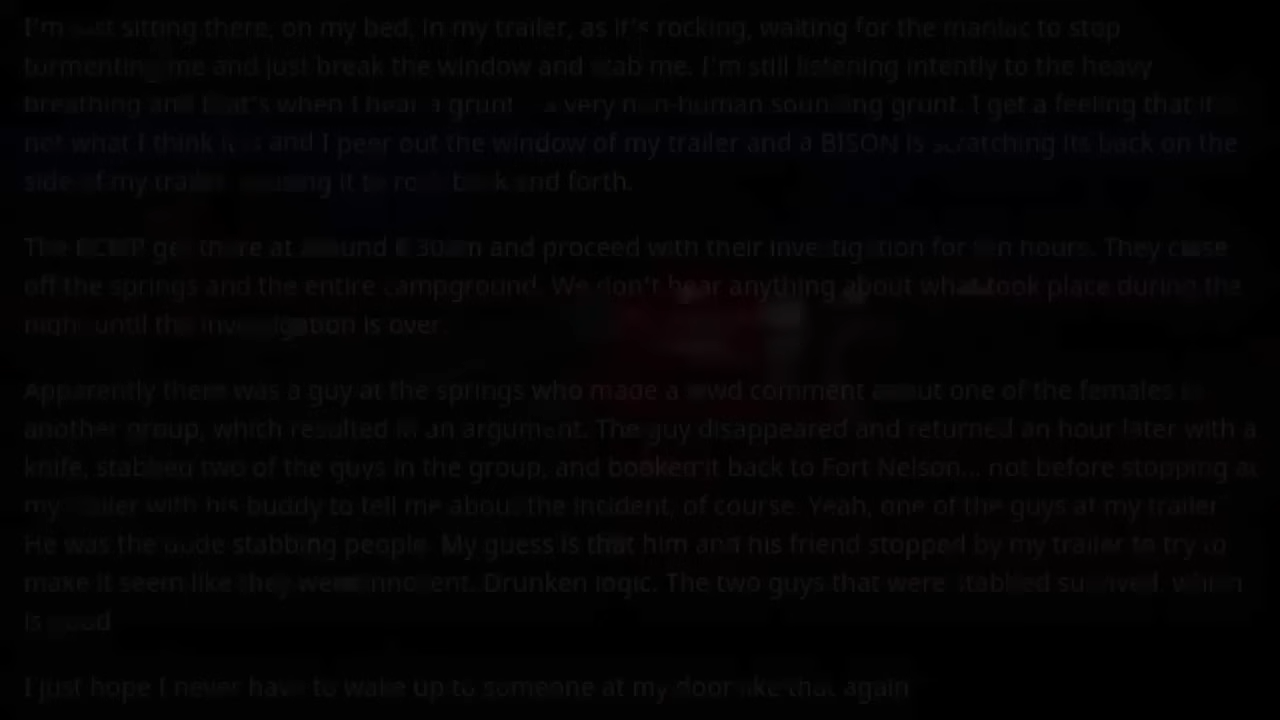 I'm just sitting there, on my bed, in my trailer, as it's rocking, waiting for the maniac to stop
tormenting me and just break the window and stab me. I'm still listening intently to the heavy
breathing and that's when I hear a grunt a very non-human sounding grunt. I get a feeling that it
not what I think it is and I peer out the window of my trailer and a BISON is scratching its back on the
side of my trailer causing it to rock back and forth.
The RCMP get there at around 6:30am and proceed with their investigation for ten hours. They close
off the springs and the entire campground. We don't hear anything about what took place during the
night until the investigation is over.
Apparently there was a guy at the springs who made a lewd comment about one of the females in
another group, which resulted in an argument. The guy disappeared and returned an hour later with a
knife, stabbed two of the guys in the group, and booked it back to Fort Nelson... not before stopping at
my trailer with his buddy to tell me about the incident, of course. Yeah, one of the guys at my trailer
He was the dude stabbing people. My guess is that him and his friend stopped by my trailer to try to
make it seem like they were innocent. Drunken logic. The two guys that were stabbed survived, which
is good
I just hope I never have to wake up to someone at my door like that again